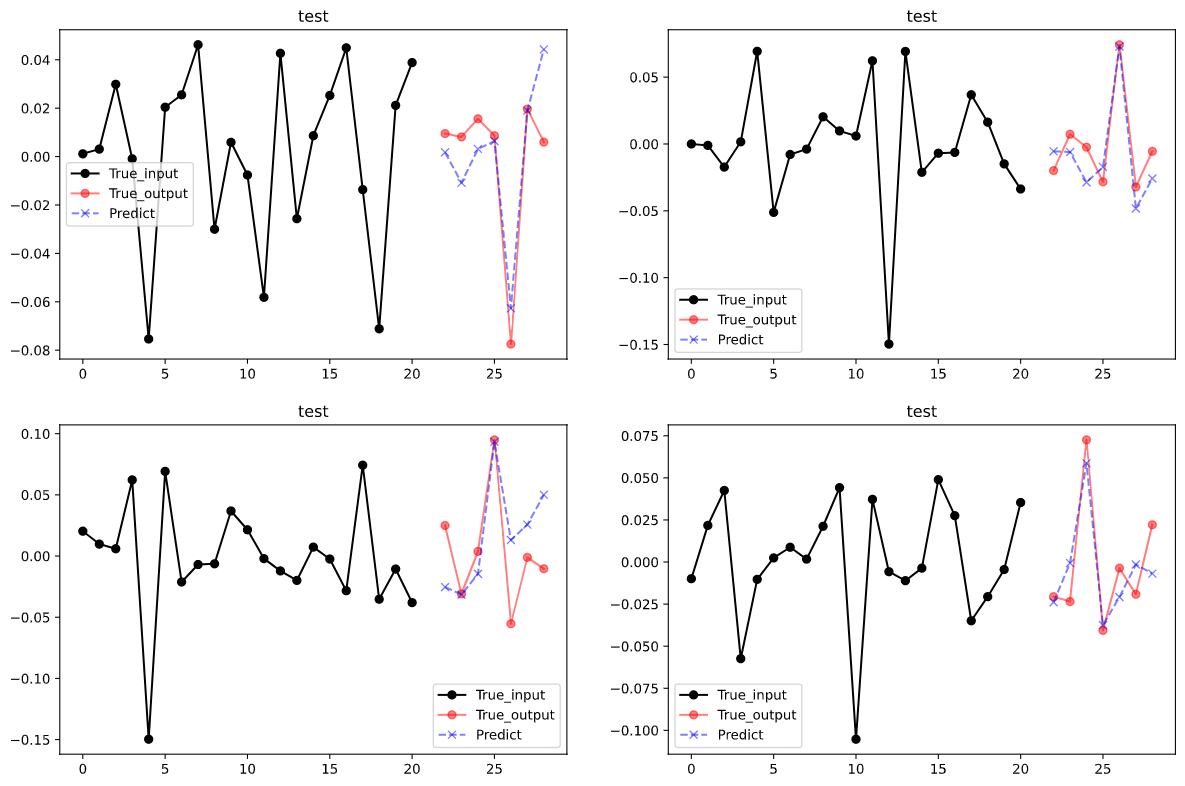 test
0.04
0.02
0.00
−0.02
−0.04
−0.06
−0.08
True_input
True_output
Predict
0 5 10 15 20 25
test
0.05
0.00
−0.05
−0.10
−0.15
True_input
True_output
Predict
0 5 10 15 20 25
test
0.10
0.05
0.00
−0.05
−0.10
−0.15
True_input
True_output
Predict
0 5 10 15 20 25
test
0.075
0.050
0.025
0.000
−0.025
−0.050
−0.075
−0.100
True_input
True_output
Predict
0 5 10 15 20 25